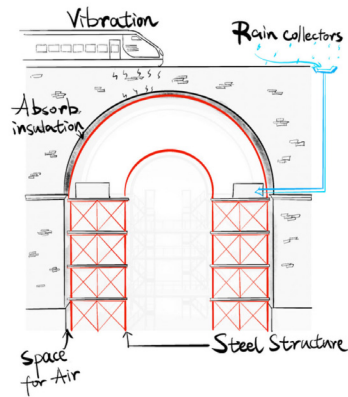 Vibration
Rain collectors
Absorb
insulation
Space
for Air
Steel Structure